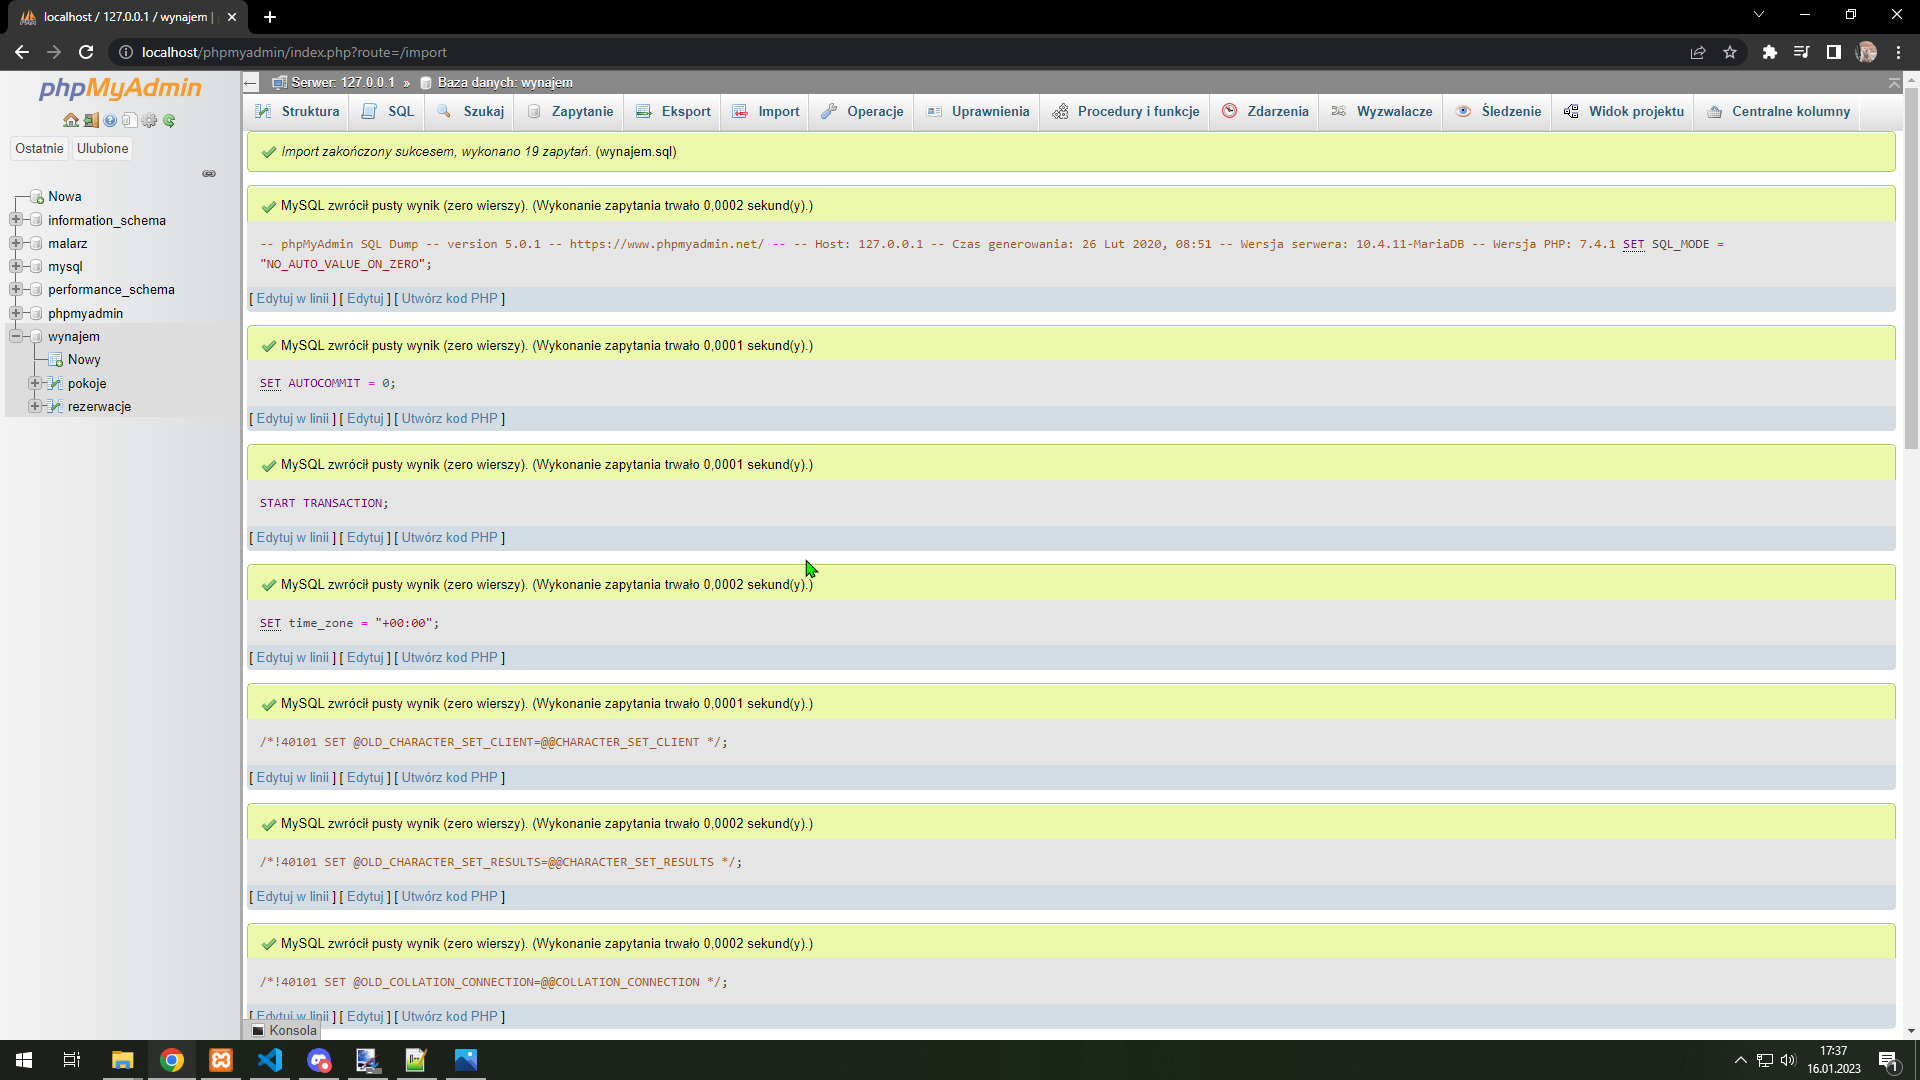 localhost / 127.0.0.1 / wynajem |
localhost/phpmyadmin/index.php?route=/import
phpMyAdmin
Serwer: 127.0.0.1 » Baza danych: wynajem
Struktura SQL Szukaj Zapytanie Eksport Import Operacje Uprawnienia Procedury i funkcje Zdarzenia Wyzwalacze Śledzenie Widok projektu Centralne kolumny
Ostatnie Ulubione
Nowa
information_schema
malarz
mysql
performance_schema
phpmyadmin
wynajem
Nowy
pokoje
rezerwacje
Import zakończony sukcesem, wykonano 19 zapytań. (wynajem.sql)
MySQL zwrócił pusty wynik (zero wierszy). (Wykonanie zapytania trwało 0,0002 sekund(y).)
-- phpMyAdmin SQL Dump -- version 5.0.1 -- https://www.phpmyadmin.net/ -- -- Host: 127.0.0.1 -- Czas generowania: 26 Lut 2020, 08:51 -- Wersja serwera: 10.4.11-MariaDB -- Wersja PHP: 7.4.1 SET SQL_MODE =
"NO_AUTO_VALUE_ON_ZERO";
[ Edytuj w linii ] [ Edytuj ] [ Utwórz kod PHP ]
MySQL zwrócił pusty wynik (zero wierszy). (Wykonanie zapytania trwało 0,0001 sekund(y).)
SET AUTOCOMMIT = 0;
[ Edytuj w linii ] [ Edytuj ] [ Utwórz kod PHP ]
MySQL zwrócił pusty wynik (zero wierszy). (Wykonanie zapytania trwało 0,0001 sekund(y).)
START TRANSACTION;
[ Edytuj w linii ] [ Edytuj ] [ Utwórz kod PHP ]
MySQL zwrócił pusty wynik (zero wierszy). (Wykonanie zapytania trwało 0,0002 sekund(y).)
SET time_zone = "+00:00";
[ Edytuj w linii ] [ Edytuj ] [ Utwórz kod PHP ]
MySQL zwrócił pusty wynik (zero wierszy). (Wykonanie zapytania trwało 0,0001 sekund(y).)
/*!40101 SET @OLD_CHARACTER_SET_CLIENT=@@CHARACTER_SET_CLIENT */;
[ Edytuj w linii ] [ Edytuj ] [ Utwórz kod PHP ]
MySQL zwrócił pusty wynik (zero wierszy). (Wykonanie zapytania trwało 0,0002 sekund(y).)
/*!40101 SET @OLD_CHARACTER_SET_RESULTS=@@CHARACTER_SET_RESULTS */;
[ Edytuj w linii ] [ Edytuj ] [ Utwórz kod PHP ]
MySQL zwrócił pusty wynik (zero wierszy). (Wykonanie zapytania trwało 0,0002 sekund(y).)
/*!40101 SET @OLD_COLLATION_CONNECTION=@@COLLATION_CONNECTION */;
[ Edytuj w linii ] [ Edytuj ] [ Utwórz kod PHP ]
Konsola
17:37
16.01.2023
1